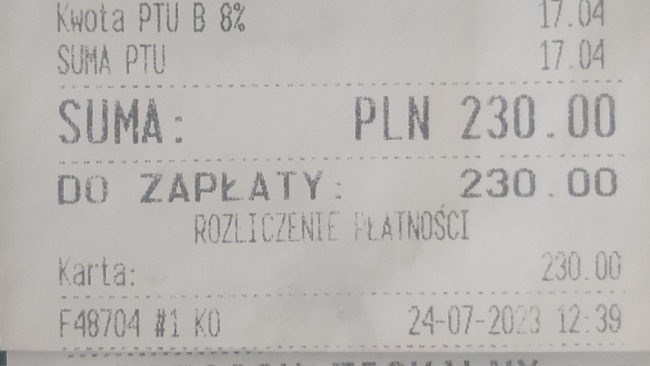 Kwota PTU B 8% 17.04
SUMA PTU 17.04
SUMA: PLN 230.00
DO ZAPŁATY: 230.00
ROZLICZENIE PŁATNOŚCI
Karta: 230.00
F48704 #1 KO 24-07-2023 12:39